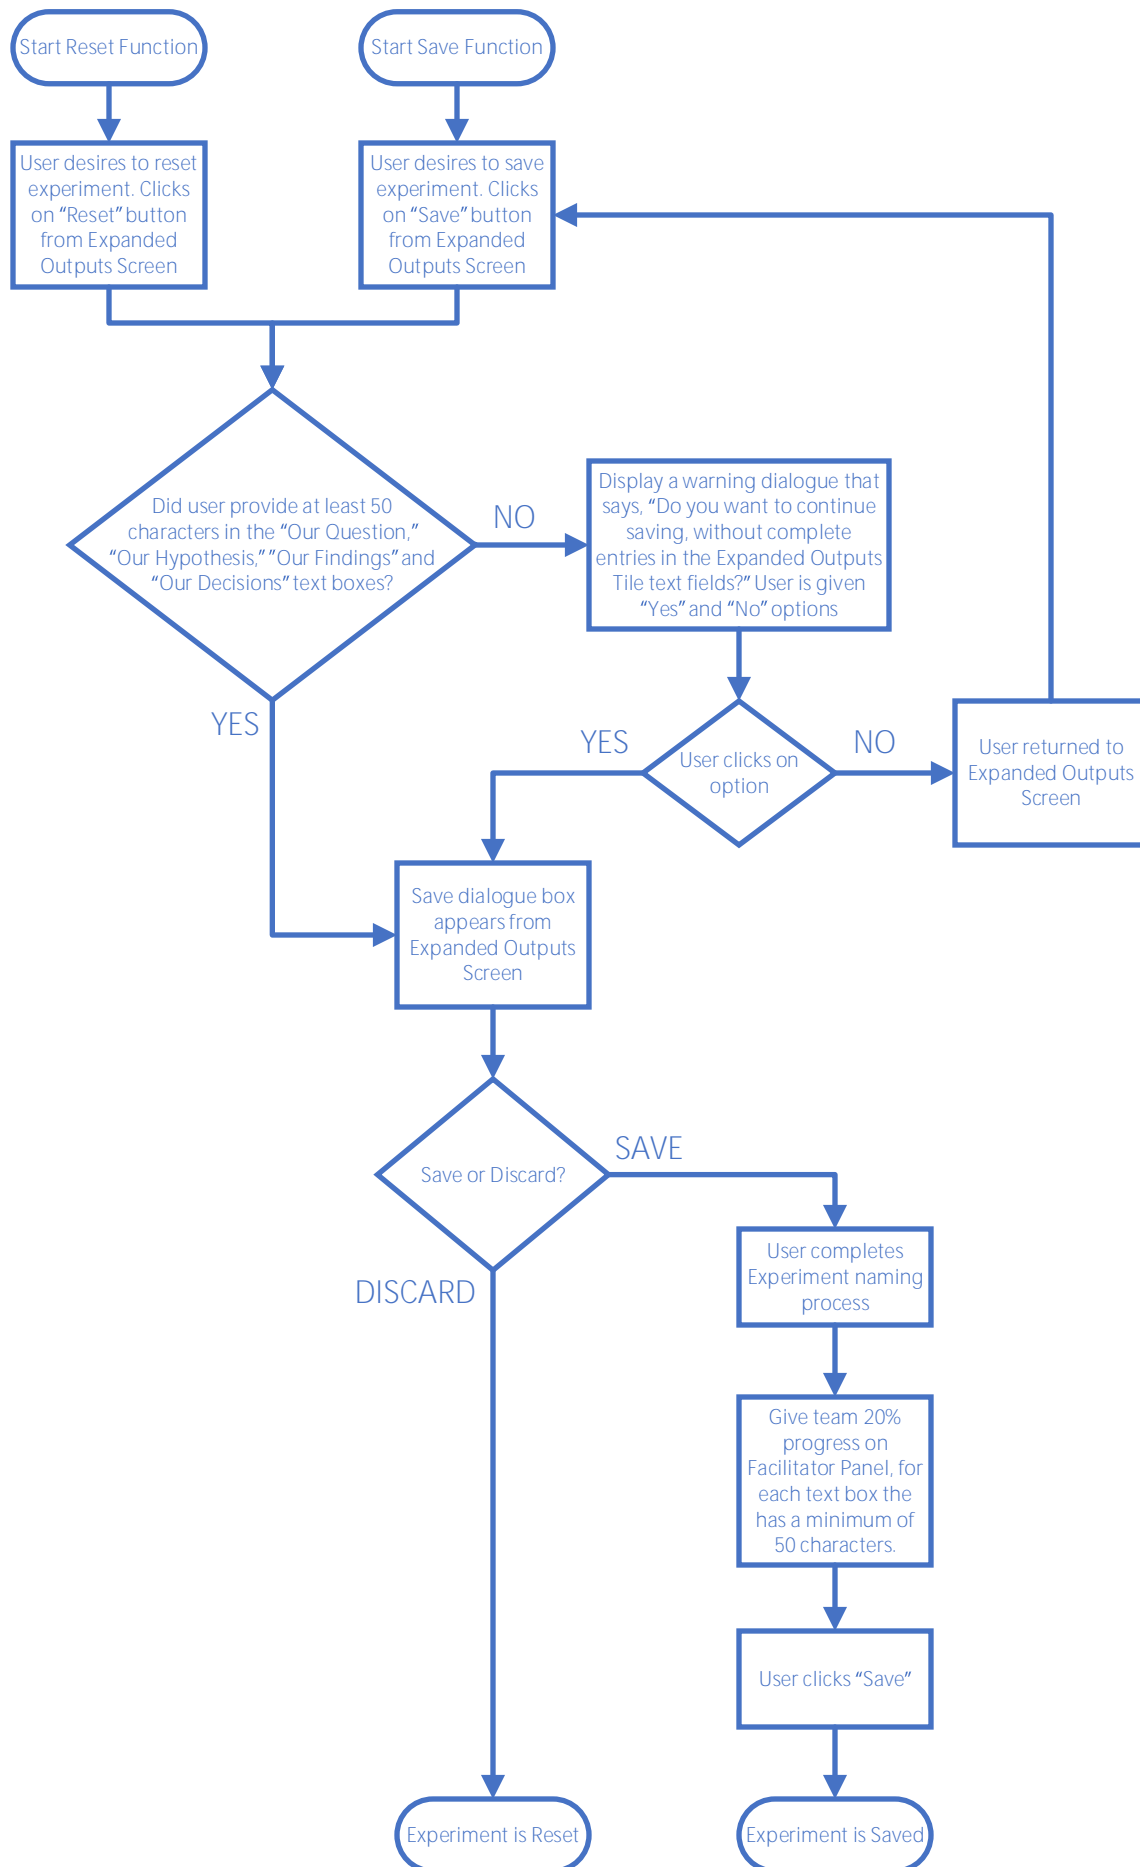 Start Reset Function
Start Save Function
User desires to reset
experiment. Clicks
on “Reset” button
from Expanded
Outputs Screen
User desires to save
experiment. Clicks
on “Save” button
from Expanded
Outputs Screen
Did user provide at least 50
characters in the “Our Question,”
“Our Hypothesis,” ”Our Findings” and
“Our Decisions” text boxes?
NO
Display a warning dialogue that
says, “Do you want to continue
saving, without complete
entries in the Expanded Outputs
Tile text fields?” User is given
“Yes” and “No” options
YES
YES
User clicks on
option
NO
User returned to
Expanded Outputs
Screen
Save dialogue box
appears from
Expanded Outputs
Screen
Save or Discard?
SAVE
DISCARD
User completes
Experiment naming
process
Give team 20%
progress on
Facilitator Panel, for
each text box the
has a minimum of
50 characters.
User clicks “Save”
Experiment is Reset
Experiment is Saved